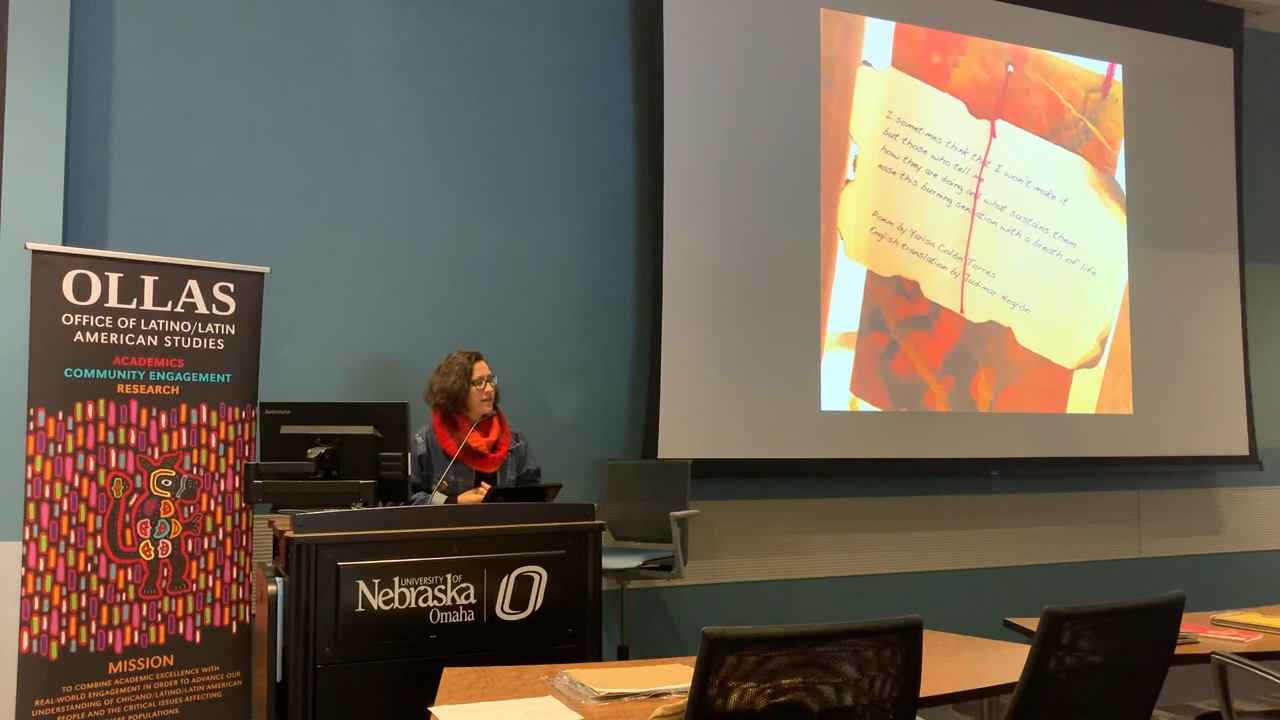 OLLAS
OFFICE OF LATINO/LATIN
AMERICAN STUDIES
ACADEMICS
COMMUNITY ENGAGEMENT
RESEARCH
MISSION
TO COMBINE ACADEMIC EXCELLENCE WITH
REAL-WORLD ENGAGEMENT IN ORDER TO ADVANCE OUR
UNDERSTANDING OF CHICANO/LATINO/LATIN AMERICAN
PEOPLE AND THE CRITICAL ISSUES AFFECTING
POPULATIONS.
UNIVERSITY OF
Nebraska
Omaha
I sometimes think that I won't make it
but those who tell me
how they are doing and what sustains them
ease this burning sensation with a breath of life
Poem by Yarisa Colón Torres
English translation by Judimar Negrón